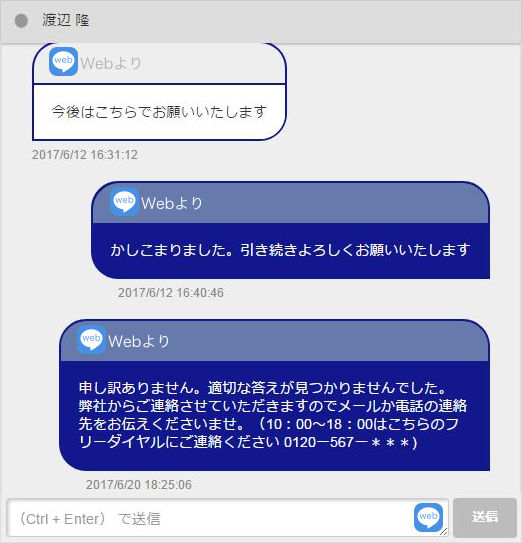 渡辺 隆
web Webより
今後はこちらでお願いいたします
2017/6/12 16:31:12
web Webより
かしこまりました。引き続きよろしくお願いいたします
2017/6/12 16:40:46
web Webより
申し訳ありません。適切な答えが見つかりませんでした。
弊社からご連絡させていただきますのでメールか電話の連絡
先をお伝えくださいませ。（10：00～18：00はこちらのフ
リーダイヤルにご連絡ください 0120ー567ー＊＊＊)
2017/6/20 18:25:06
（Ctrl + Enter） で送信 web 送信